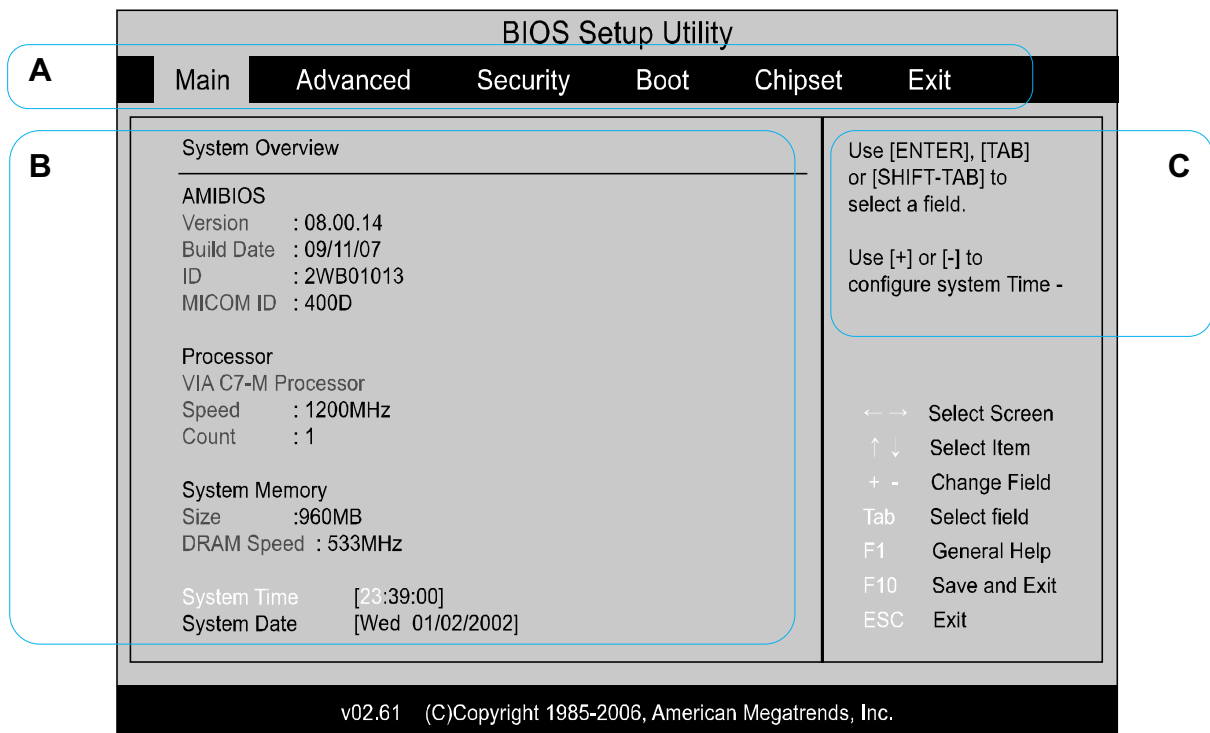 BIOS Setup Utility
A
Main Advanced Security Boot Chipset Exit
B
System Overview
AMIBIOS
Version : 08.00.14
Build Date : 09/11/07
ID : 2WB01013
MICOM ID : 400D
Processor
VIA C7-M Processor
Speed : 1200MHz
Count : 1
System Memory
Size :960MB
DRAM Speed : 533MHz
System Time [23:39:00]
System Date [Wed 01/02/2002]
C
Use [ENTER], [TAB]
or [SHIFT-TAB] to
select a field.
Use [+] or [-] to
configure system Time -
←→ Select Screen
↑↓ Select Item
+ - Change Field
Tab Select field
F1 General Help
F10 Save and Exit
ESC Exit
v02.61 (C)Copyright 1985-2006, American Megatrends, Inc.